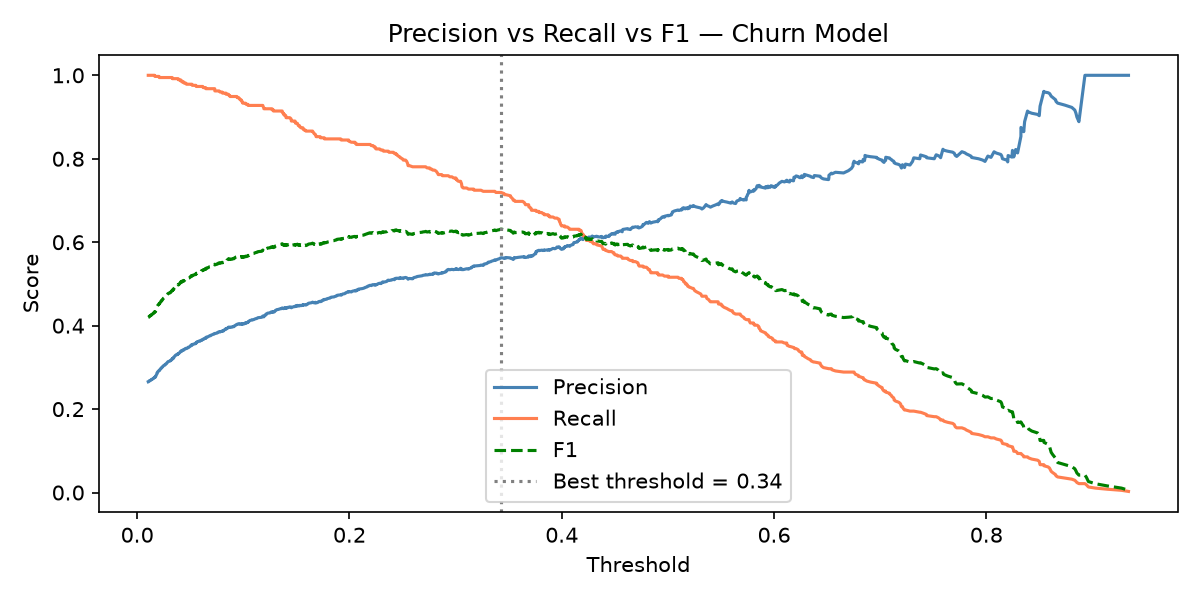 Precision vs Recall vs F1 — Churn Model
1.0
0.8
0.6
0.4
0.2
0.0
Score
Precision
Recall
F1
Best threshold = 0.34
0.0 0.2 0.4 0.6 0.8
Threshold